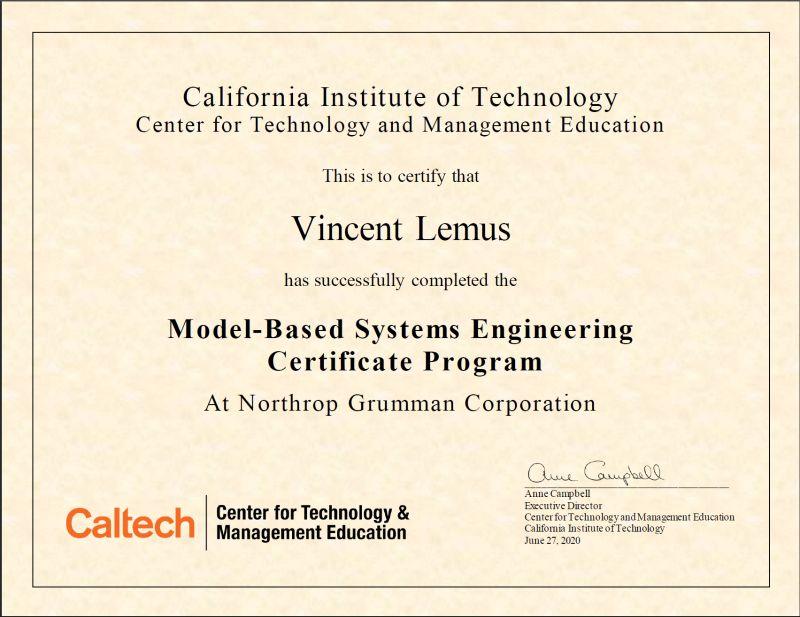 California Institute of Technology
Center for Technology and Management Education
This is to certify that
Vincent Lemus
has successfully completed the
Model-Based Systems Engineering
Certificate Program
At Northrop Grumman Corporation
Anne Campbell
Anne Campbell
Executive Director
Center for Technology and Management Education
California Institute of Technology
June 27, 2020
Caltech
Center for Technology &
Management Education